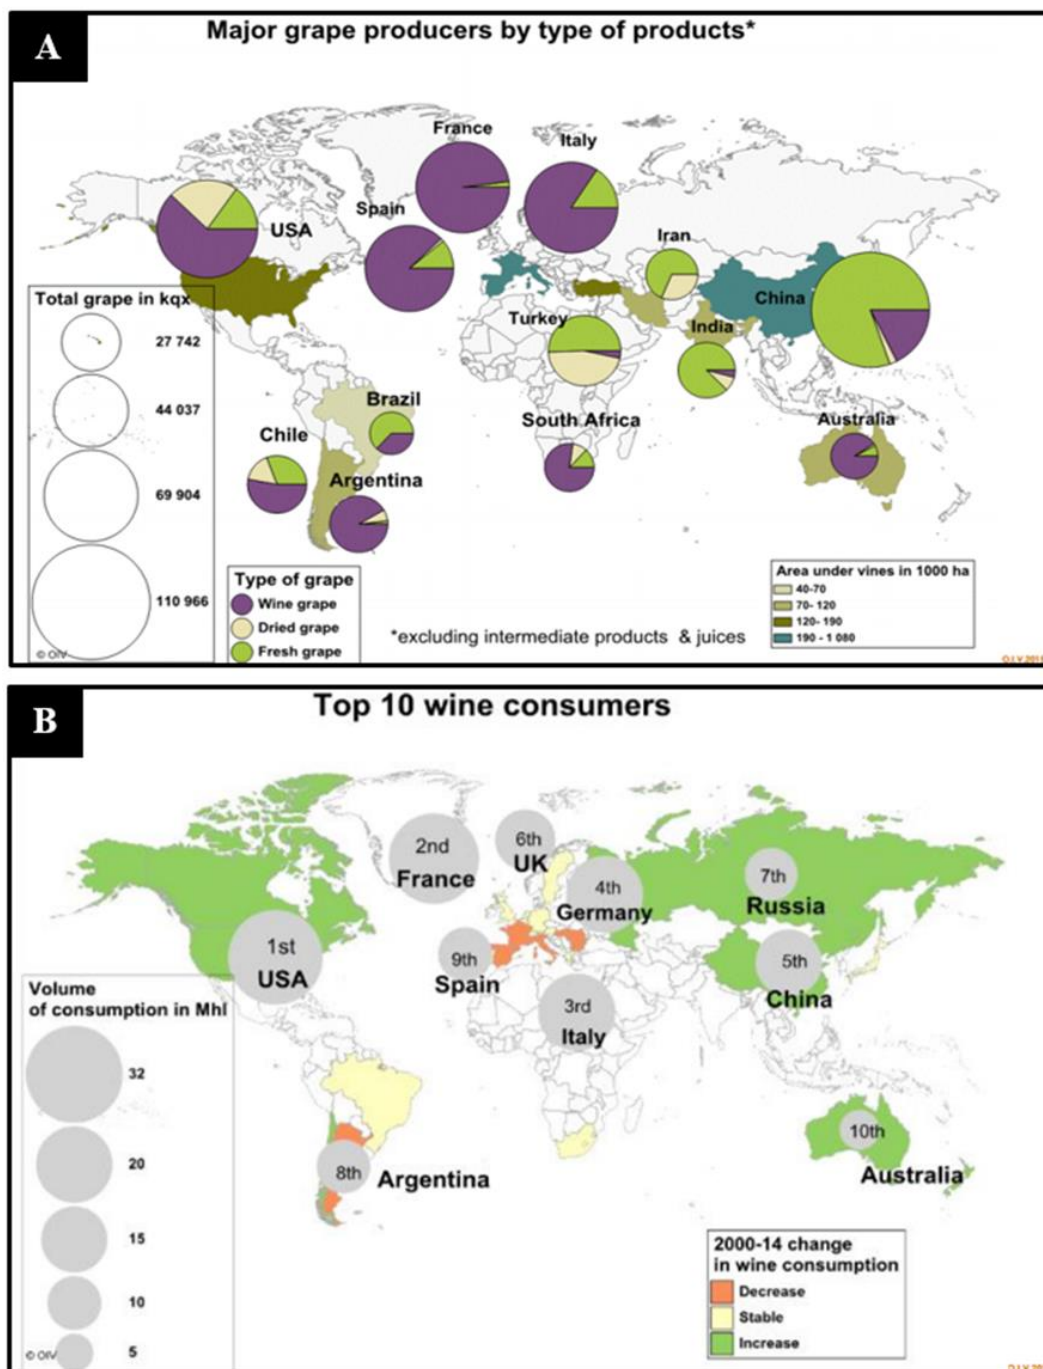 A
Major grape producers by type of products*
France
Italy
Spain
USA
Iran
China
Turkey
India
Total grape in kqx
27 742
44 037
69 904
110 966
© OIV
Brazil
Chile
Argentina
South Africa
Australia
Type of grape
Wine grape
Dried grape
Fresh grape
*excluding intermediate products & juices
Area under vines in 1000 ha
40-70
70- 120
120- 190
190 - 1 080
B
Top 10 wine consumers
2nd
France
6th
UK
4th
Germany
7th
Russia
1st
USA
9th
Spain
3rd
Italy
5th
China
Volume
of consumption in Mhl
32
20
15
10
5
© OIV
8th
Argentina
10th
Australia
2000-14 change
in wine consumption
Decrease
Stable
Increase